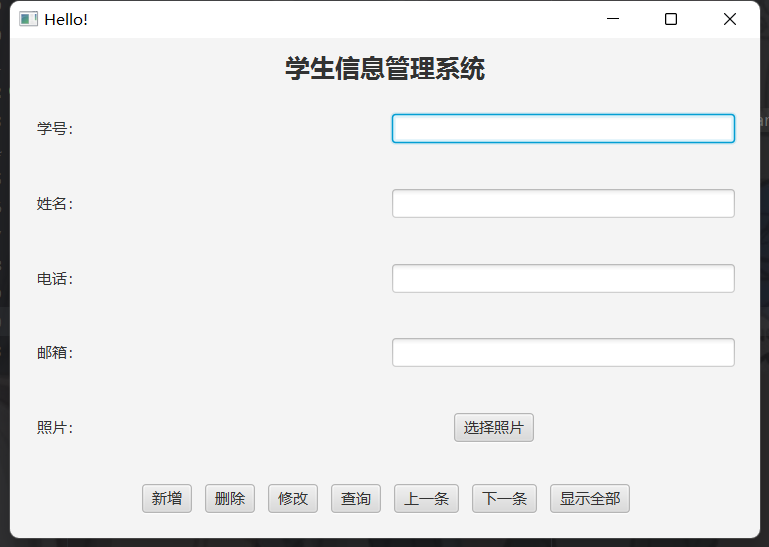 Hello!
学生信息管理系统
学号：
姓名：
电话：
邮箱：
照片： 选择照片
新增 删除 修改 查询 上一条 下一条 显示全部